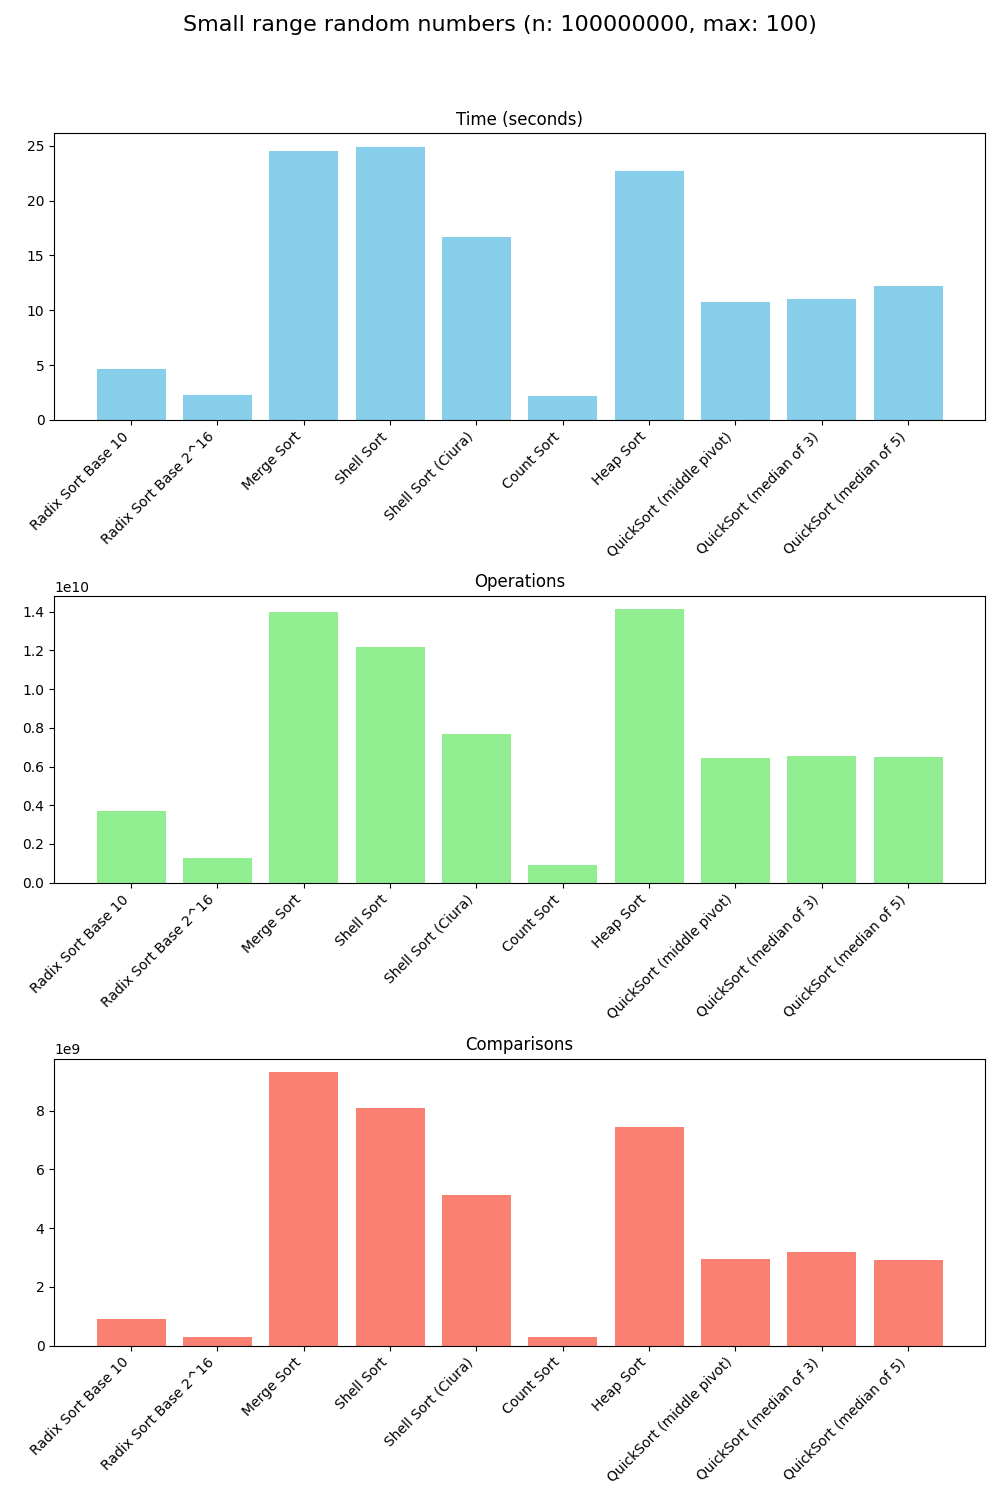 Small range random numbers (n: 100000000, max: 100)
Time (seconds)
25
20
15
10
5
0
Radix Sort Base 10
Radix Sort Base 2^16
Merge Sort
Shell Sort
Shell Sort (Ciura)
Count Sort
Heap Sort
QuickSort (middle pivot)
QuickSort (median of 3)
QuickSort (median of 5)
Operations
1e10
1.4
1.2
1.0
0.8
0.6
0.4
0.2
0.0
Radix Sort Base 10
Radix Sort Base 2^16
Merge Sort
Shell Sort
Shell Sort (Ciura)
Count Sort
Heap Sort
QuickSort (middle pivot)
QuickSort (median of 3)
QuickSort (median of 5)
Comparisons
1e9
8
6
4
2
0
Radix Sort Base 10
Radix Sort Base 2^16
Merge Sort
Shell Sort
Shell Sort (Ciura)
Count Sort
Heap Sort
QuickSort (middle pivot)
QuickSort (median of 3)
QuickSort (median of 5)